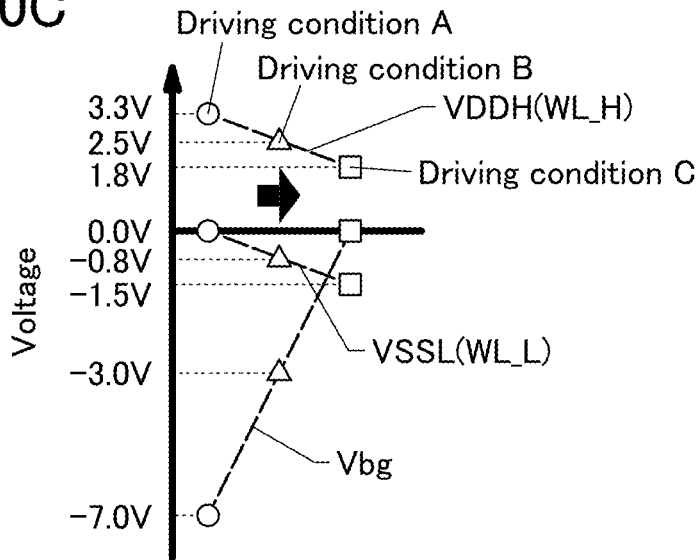 0C
Driving condition A
Driving condition B
3.3V
VDDH(WL_H)
2.5V
1.8V
Driving condition C
0.0V
-0.8V
-1.5V
Voltage
VSSL(WL_L)
-3.0V
Vbg
-7.0V